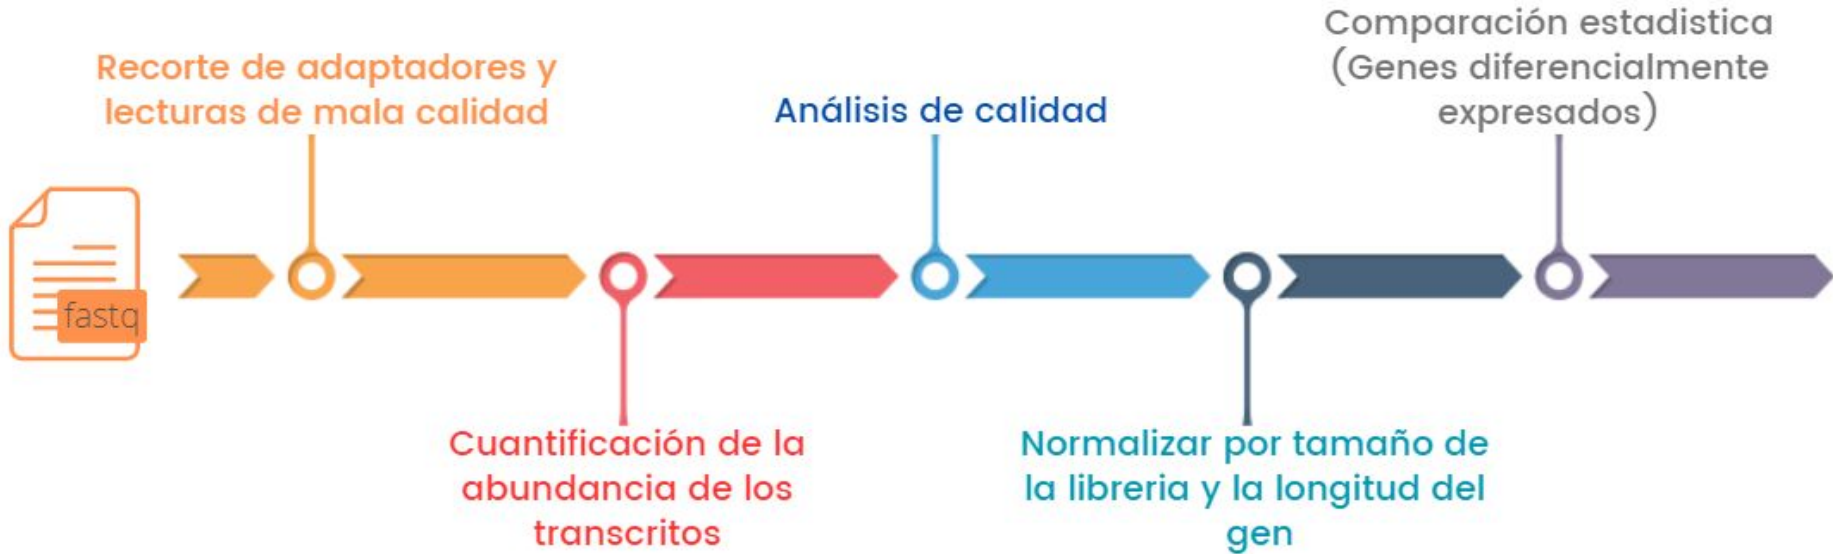 Recorte de adaptadores y
lecturas de mala calidad
Análisis de calidad
Comparación estadistica
(Genes diferencialmente
expresados)
fastq
Cuantificación de la
abundancia de los
transcritos
Normalizar por tamaño de
la libreria y la longitud del
gen